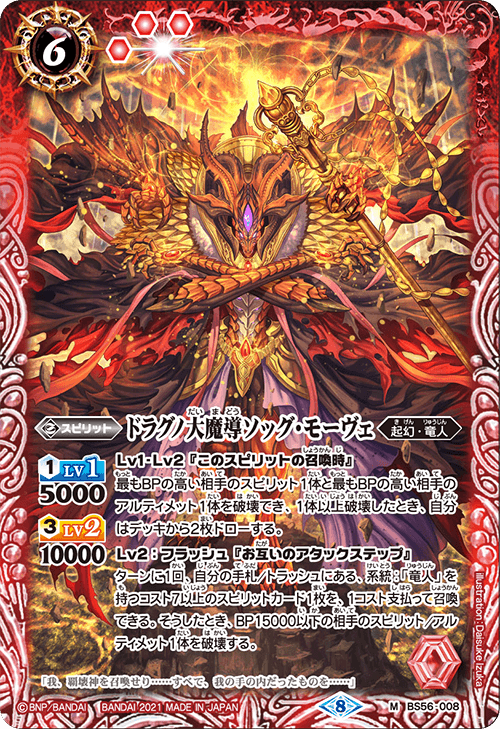 6
スピリット
ドラグノ大魔導ソッグ・モーヴェ
だいまどう
起幻・竜人
きげん りゅうじん
1 LV1
5000
3 LV2
10000
Lv1・Lv2『このスピリットの召喚時』
最もBPの高い相手のスピリット1体と最もBPの高い相手の
アルティメット1体を破壊でき、1体以上破壊したとき、自分
はデッキから2枚ドローする。
Lv2:フラッシュ『お互いのアタックステップ』
ターンに1回、自分の手札/トラッシュにある、系統:「竜人」を
持つコスト7以上のスピリットカード1枚を、1コスト支払って召喚
できる。そうしたとき、BP15000以下の相手のスピリット/アル
ティメット1体を破壊する。
「我、覇壊神を召喚せり……すべて、我の手の内だったものを……」
Illustration:Daisuke Izuka
©BNP/BANDAI BANDAI 2021 MADE IN JAPAN
8
M BS56-008